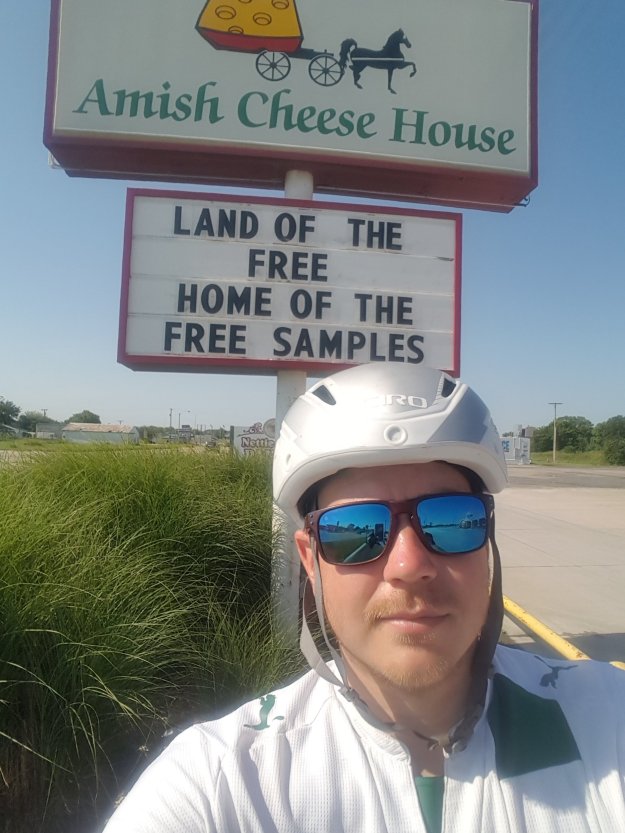 Amish Cheese House
LAND OF THE
FREE
HOME OF THE
FREE SAMPLES
GIRO